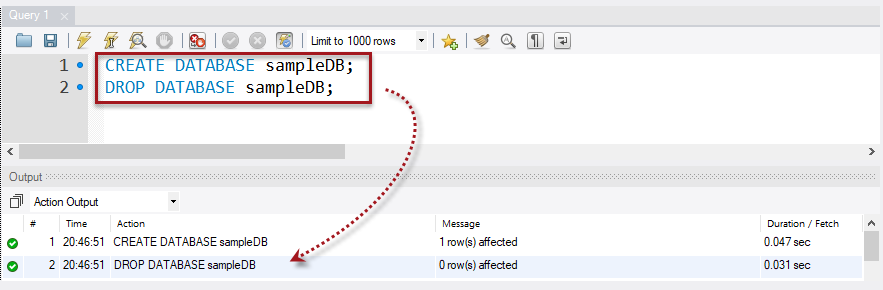 Query 1
Limit to 1000 rows
1 CREATE DATABASE sampleDB;
2 DROP DATABASE sampleDB;
Output
Action Output
# Time Action Message Duration / Fetch
1 20:46:51 CREATE DATABASE sampleDB 1 row(s) affected 0.047 sec
2 20:46:51 DROP DATABASE sampleDB 0 row(s) affected 0.031 sec